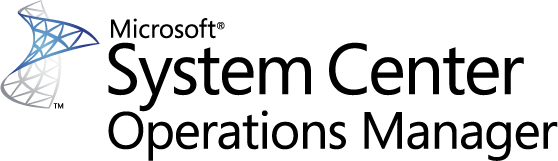 Microsoft®
System Center
™
Operations Manager